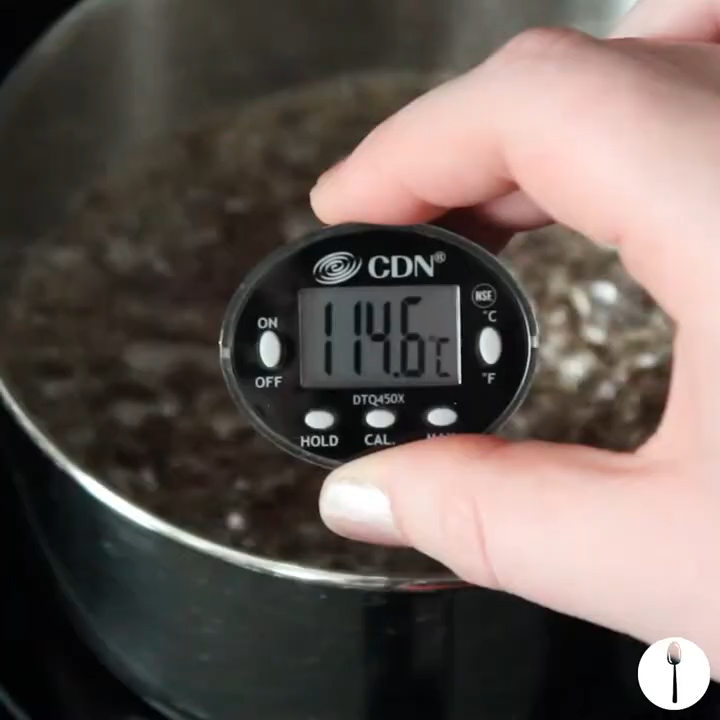 CDN®
NSF
ON
°C
114.6°C
OFF
°F
DTQ450X
HOLD CAL.